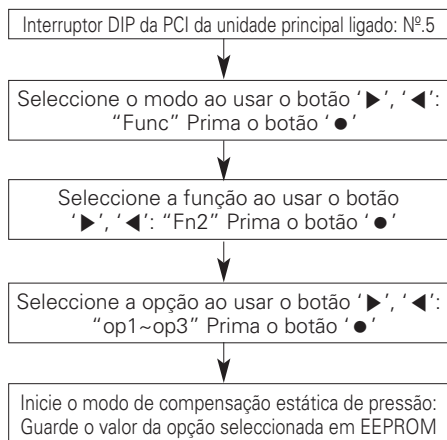 Interruptor DIP da PCI da unidade principal ligado: Nº.5
Seleccione o modo ao usar o botão ‘▶’, ‘◀’:
“Func” Prima o botão ‘●’
Seleccione a função ao usar o botão
‘▶’, ‘◀’: “Fn2” Prima o botão ‘●’
Seleccione a opção ao usar o botão ‘▶’, ‘◀’:
“op1~op3” Prima o botão ‘●’
Inicie o modo de compensação estática de pressão:
Guarde o valor da opção seleccionada em EEPROM